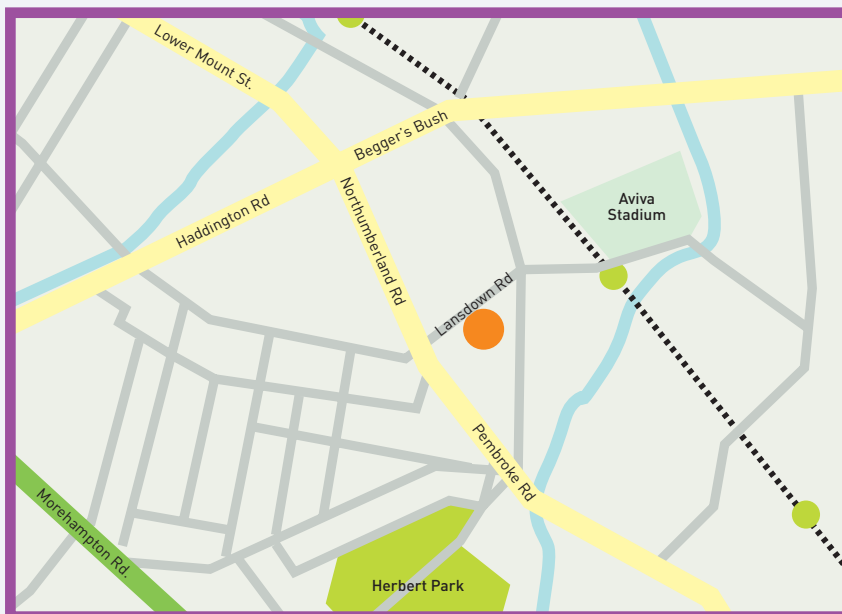 Lower Mount St.
Begger's Bush
Haddington Rd
Northumberland Rd
Aviva
Stadium
Lansdown Rd
Pembroke Rd
Morehampton Rd.
Herbert Park